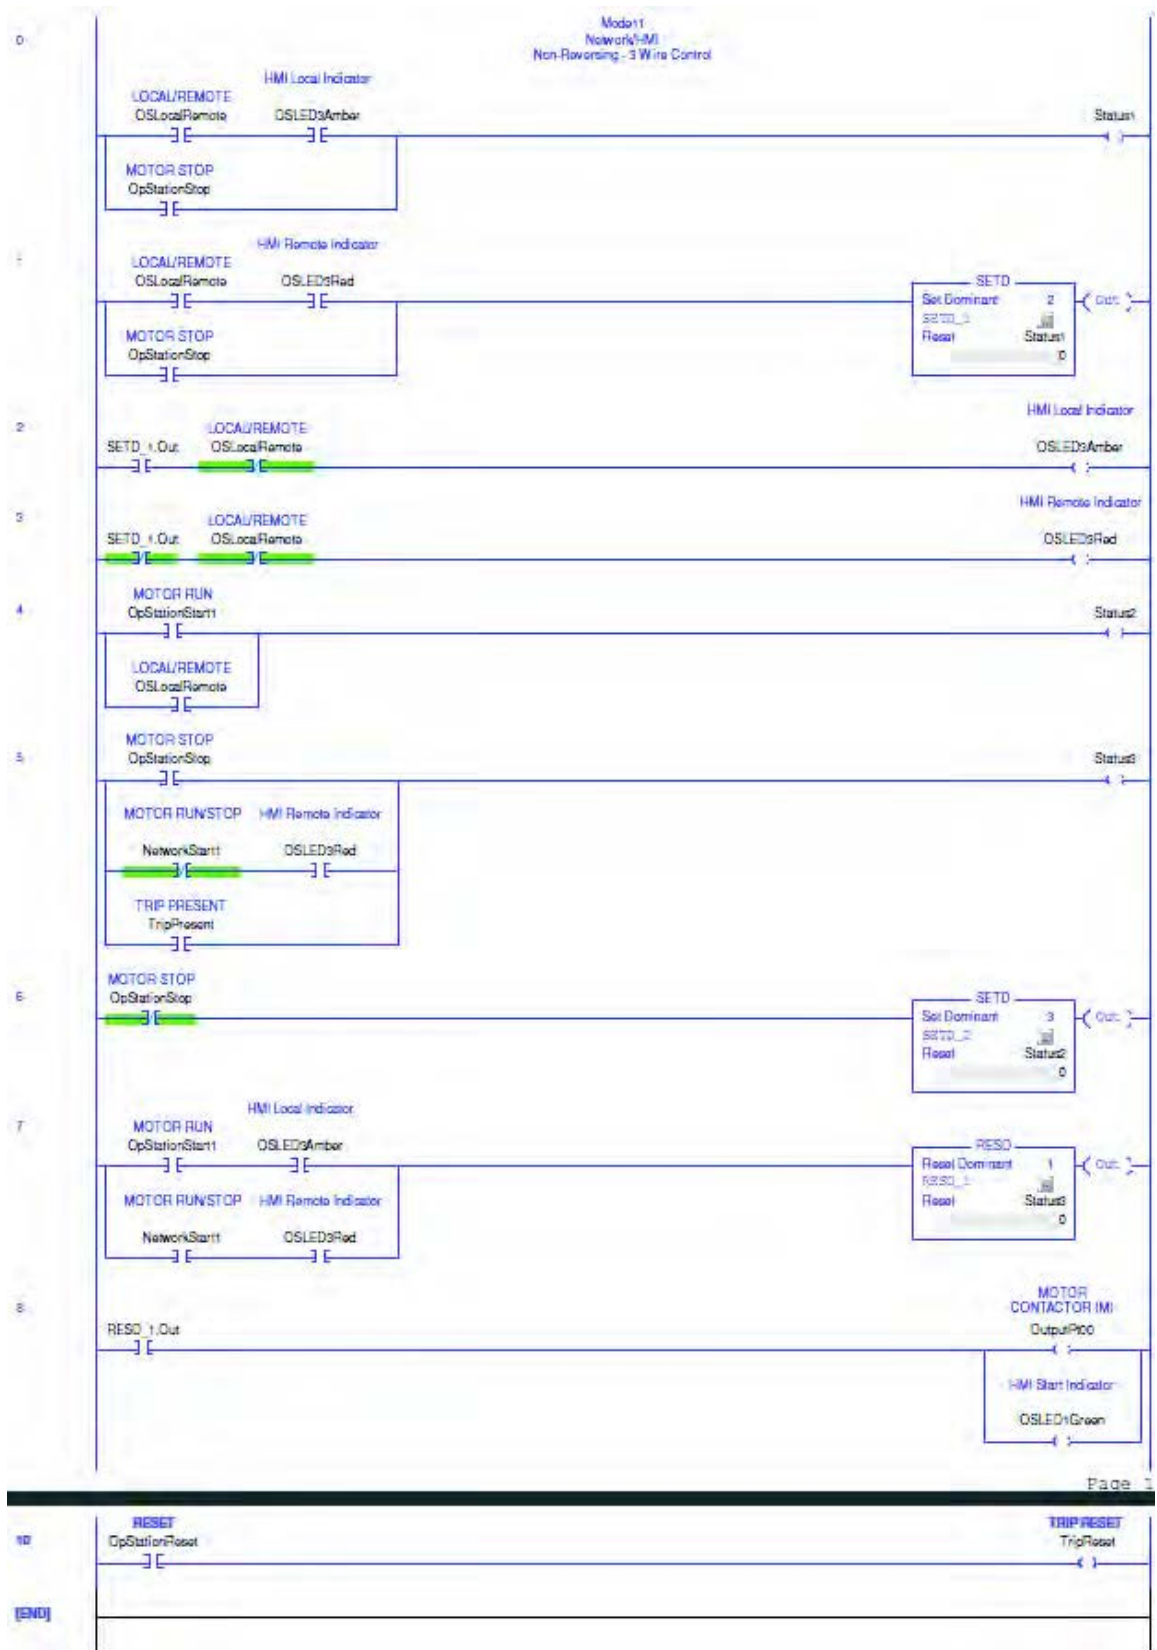 0
Mode11
Network/HMI
Non-Reversing - 3 Wire Control
HMI Local Indicator
LOCAL/REMOTE
OSLocalRemote
OSLED3Amber
Status1
MOTOR STOP
OpStationStop
1
HMI Remote Indicator
LOCAL/REMOTE
OSLocalRemote
OSLED3Red
SETD
Set Dominant 2
SETD_1
Out
Reset Status1
0
MOTOR STOP
OpStationStop
HMI Local Indicator
2
LOCAL/REMOTE
SETD_1.Out
OSLocalRemote
OSLED3Amber
HMI Remote Indicator
3
LOCAL/REMOTE
SETD_1.Out
OSLocalRemote
OSLED3Red
MOTOR RUN
4
OpStationStart1
Status2
LOCAL/REMOTE
OSLocalRemote
MOTOR STOP
5
OpStationStop
Status3
MOTOR RUN/STOP
HMI Remote Indicator
NetworkStart1
OSLED3Red
TRIP PRESENT
TripPresent
MOTOR STOP
6
OpStationStop
SETD
Set Dominant 3
SETD_2
Out
Reset Status2
0
HMI Local Indicator
7
MOTOR RUN
OpStationStart1
OSLED3Amber
RESD
Reset Dominant 1
RESD_1
Out
Reset Status3
0
MOTOR RUN/STOP
HMI Remote Indicator
NetworkStart1
OSLED3Red
8
MOTOR
CONTACTOR (M)
RESD_1.Out
OutputPt00
HMI Start Indicator
OSLED1Green
Page 1
RESET
TRIP RESET
10
OpStationReset
TripReset
[END]